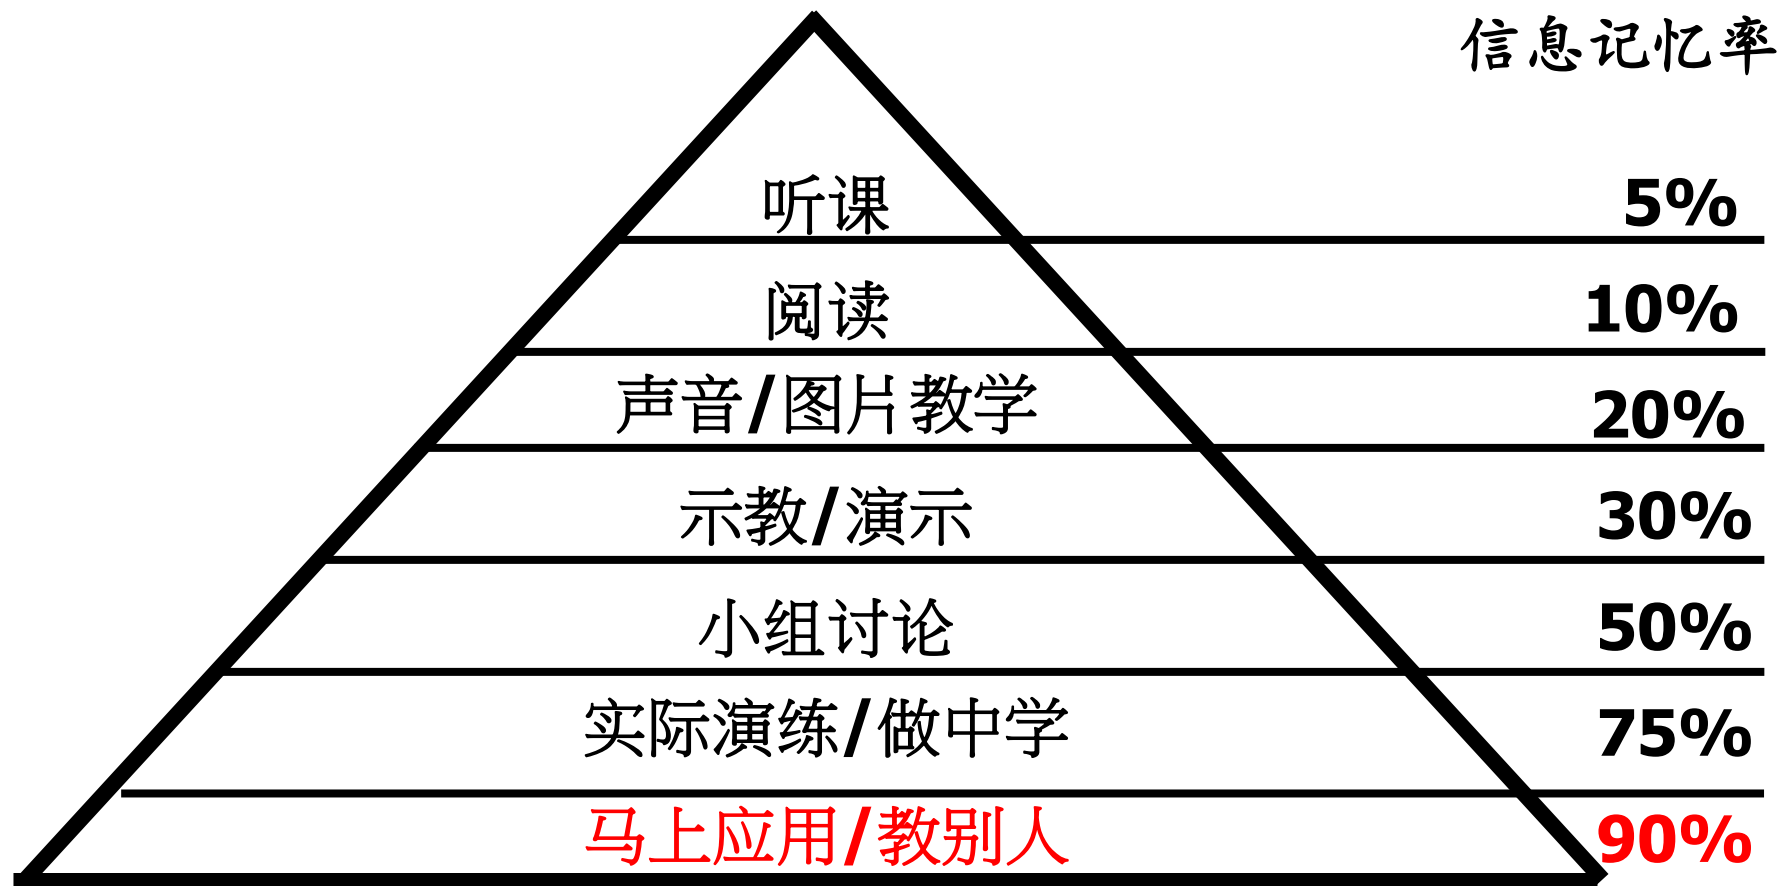 信息记忆率
听课 5%
阅读 10%
声音/图片教学 20%
示教/演示 30%
小组讨论 50%
实际演练/做中学 75%
马上应用/教别人 90%